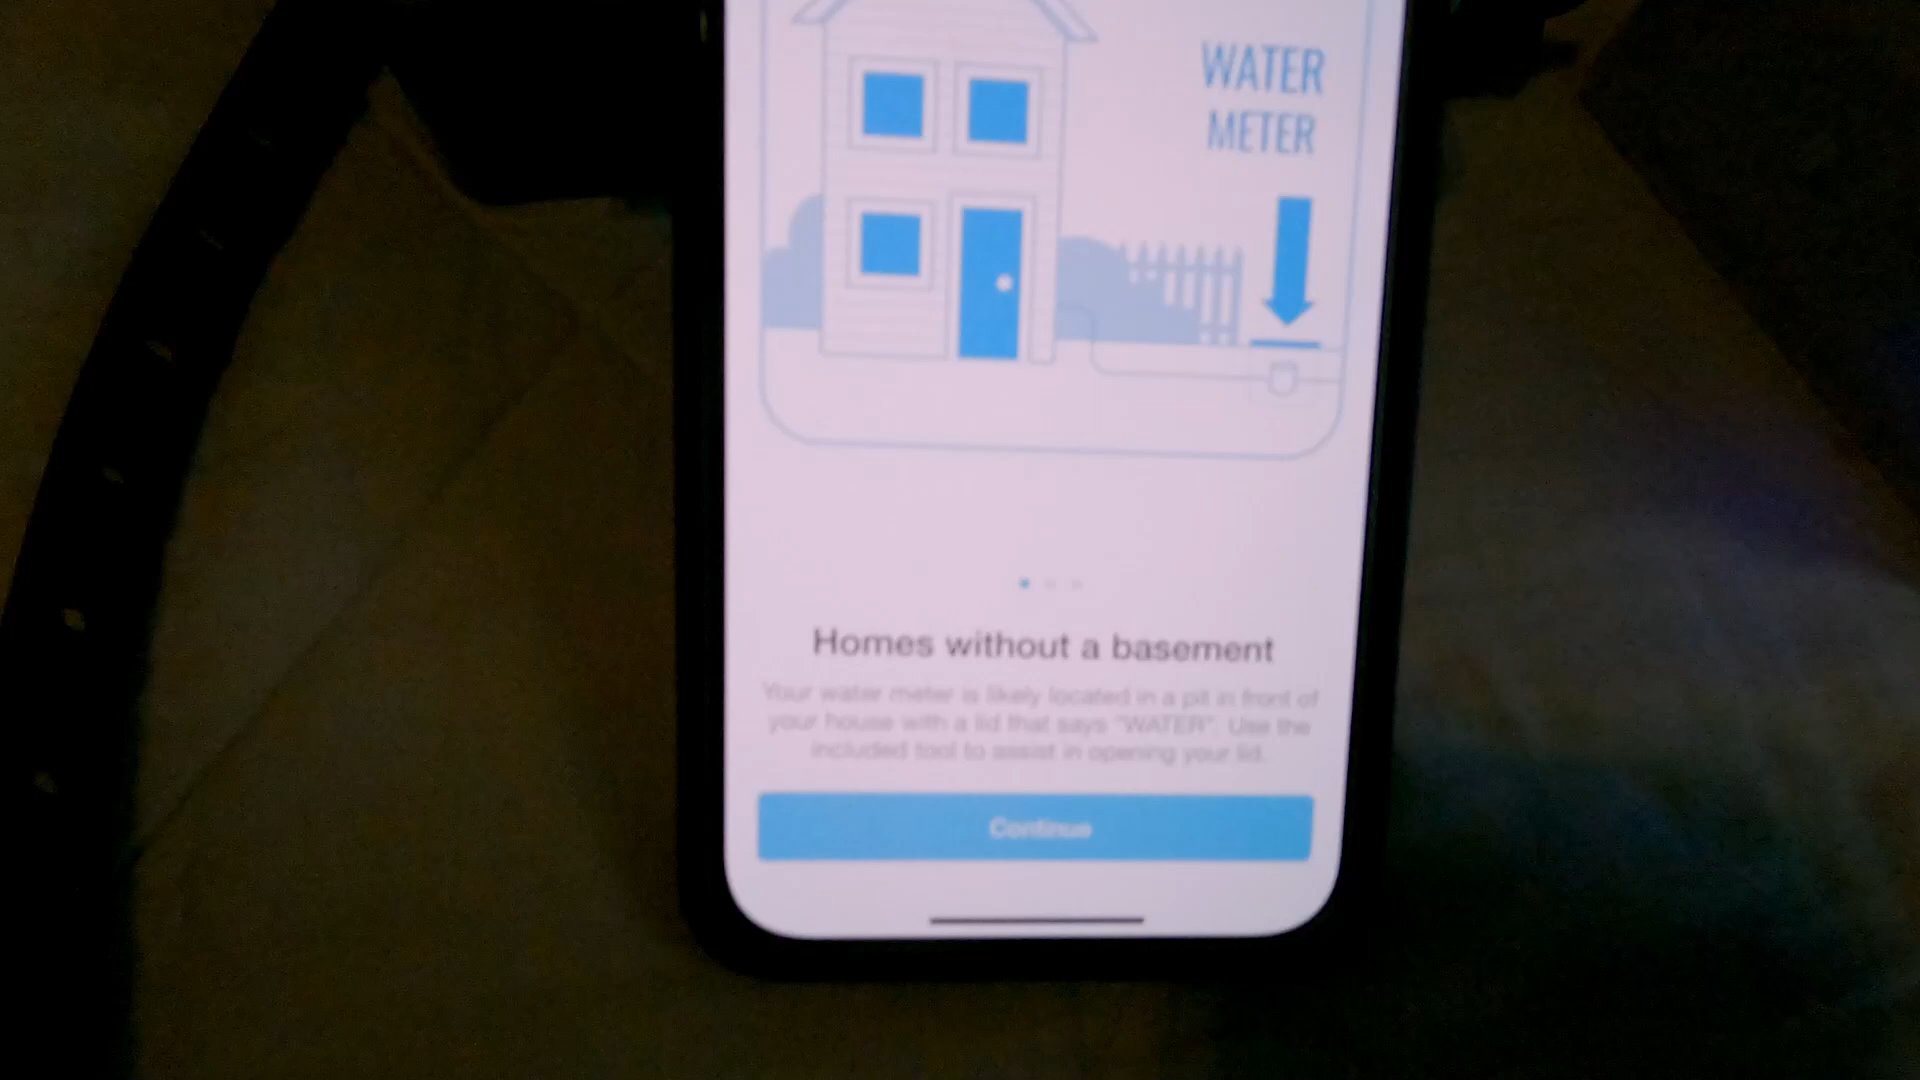 WATER
METER
Homes without a basement
Your water meter is likely located in a pit in front of
your house with a lid that says "WATER". Use the
included tool to assist in opening your lid.
Continue